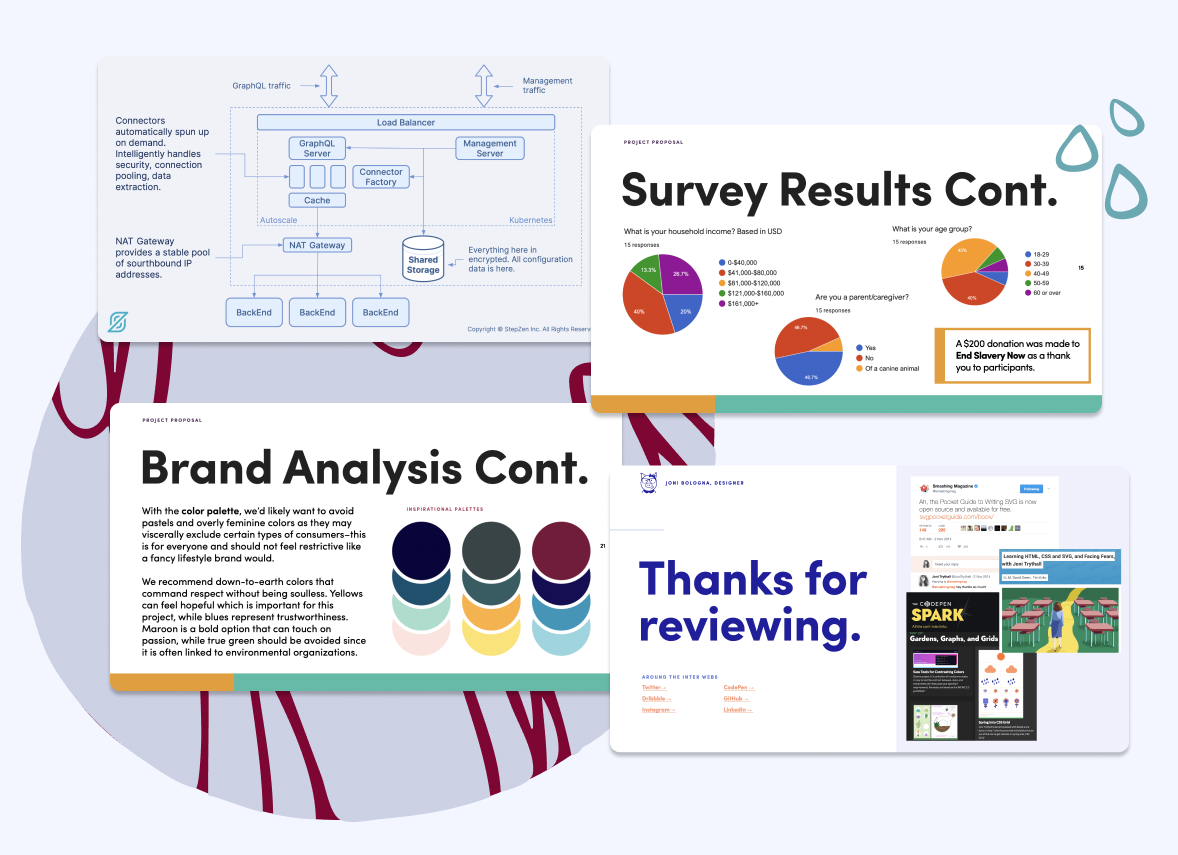 GraphQL traffic
Management
traffic
Connectors
automatically spun up
on demand.
Intelligently handles
security, connection
pooling, data
extraction.
Load Balancer
GraphQL
Server
Management
Server
Connector
Factory
Cache
Autoscale
Kubernetes
NAT Gateway
provides a stable pool
of sourthbound IP
addresses.
NAT Gateway
Shared
Storage
Everything here in
encrypted. All configuration
data is here.
BackEnd
BackEnd
BackEnd
Copyright © StepZen Inc. All Rights
PROJECT PROPOSAL
Survey Results Cont.
What is your household income? Based in USD
15 responses
13.3%
26.7%
40%
20%
0-$40,000
$41,000-$80,000
$81,000-$120,000
$121,000-$160,000
$161,000+
What is your age group?
15 responses
40%
40%
18-29
30-39
40-49
50-59
60 or over
15
Are you a parent/caregiver?
15 responses
46.7%
46.7%
Yes
No
Of a canine animal
A $200 donation was made to
End Slavery Now as a thank
you to participants.
PROJECT PROPOSAL
Brand Analysis Cont.
With the color palette, we'd likely want to avoid
pastels and overly feminine colors as they may
viscerally exclude certain types of consumers–this
is for everyone and should not feel restrictive like
a fancy lifestyle brand would.
We recommend down-to-earth colors that
command respect without being soulless. Yellows
can feel hopeful which is important for this
project, while blues represent trustworthiness.
Maroon is a bold option that can touch on
passion, while true green should be avoided since
it is often linked to environmental organizations.
INSPIRATIONAL PALETTES
21
JONI BOLOGNA, DESIGNER
Thanks for
reviewing.
AROUND THE INTER WEBS
Twitter→
Dribbble→
Instagram→
CodePen→
GitHub→
LinkedIn→
Smashing Magazine
Following
Ah, the Pocket Guide to Writing SVG is now
open source and available for free.
svgpocketguide.com/book/
Learning HTML, CSS and SVG, and Facing Fears,
with Joni Trythall
THE CODEPEN
SPARK
Gardens, Graphs, and Grids
Sass Tools for Contrasting Colors
Spring Into CSS Grid